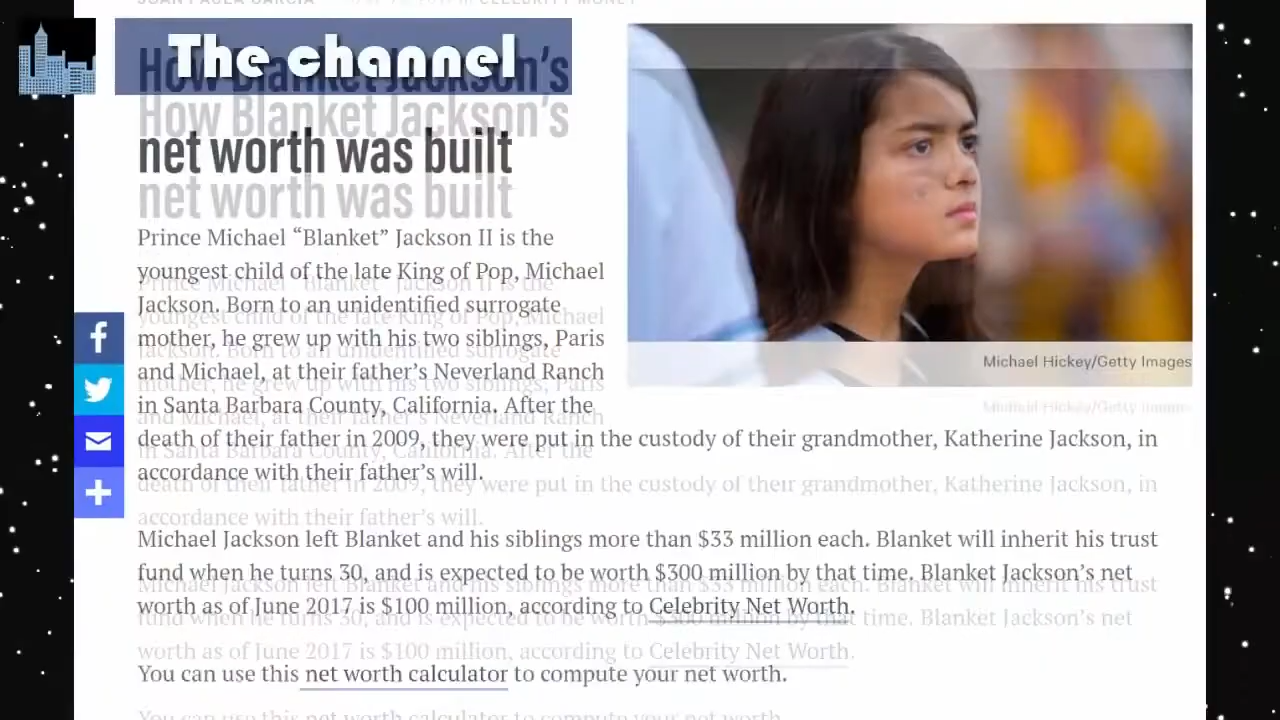 The channel
How Blanket Jackson's
net worth was built
Prince Michael “Blanket” Jackson II is the
youngest child of the late King of Pop, Michael
Jackson. Born to an unidentified surrogate
mother, he grew up with his two siblings, Paris
and Michael, at their father’s Neverland Ranch
in Santa Barbara County, California. After the
death of their father in 2009, they were put in the custody of their grandmother, Katherine Jackson, in
accordance with their father’s will.
Michael Hickey/Getty Images
Michael Jackson left Blanket and his siblings more than $33 million each. Blanket will inherit his trust
fund when he turns 30, and is expected to be worth $300 million by that time. Blanket Jackson’s net
worth as of June 2017 is $100 million, according to Celebrity Net Worth.
You can use this net worth calculator to compute your net worth.